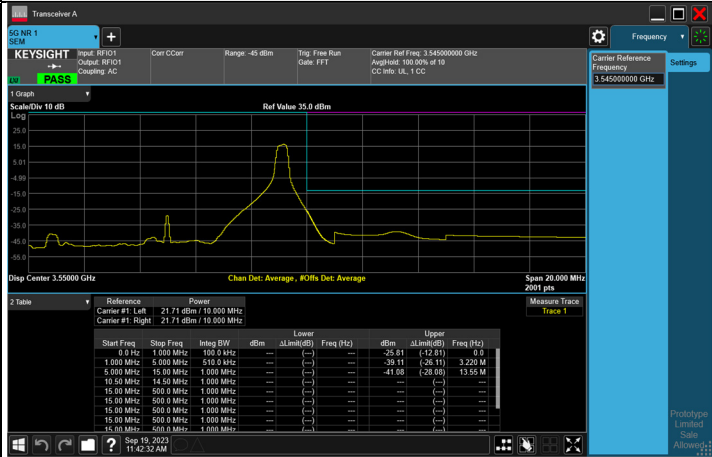 Transceiver A
5G NR 1
SEM
+
Frequency
KEYSIGHT
Input: RFIO1
Output: RFIO1
Coupling: AC
Corr CCorr
Range: -45 dBm
Trig: Free Run
Gate: FFT
Carrier Ref Freq: 3.545000000 GHz
Avg|Hold: 100.00% of 10
CC Info: UL, 1 CC
PASS
Carrier Reference
Frequency
3.545000000 GHz
Settings
1 Graph
Scale/Div 10 dB
Ref Value 35.0 dBm
Log
25.0
15.0
5.01
-4.99
-15.0
-25.0
-35.0
-45.0
-55.0
Disp Center 3.55000 GHz
Chan Det: Average , #Offs Det: Average
Span 20.000 MHz
2001 pts
2 Table
Reference Power
Carrier #1: Left 21.71 dBm / 10.000 MHz
Carrier #1: Right 21.71 dBm / 10.000 MHz
Measure Trace
Trace 1
Lower Upper
Start Freq Stop Freq Integ BW dBm ΔLimit(dB) Freq (Hz) dBm ΔLimit(dB) Freq (Hz)
0.0 Hz 1.000 MHz 100.0 kHz --- (---) --- -25.81 (-12.81) 0.0
1.000 MHz 5.000 MHz 510.0 kHz --- (---) --- -39.11 (-26.11) 3.220 M
5.000 MHz 15.00 MHz 1.000 MHz --- (---) --- -41.08 (-28.08) 13.55 M
10.50 MHz 14.50 MHz 1.000 MHz --- (---) --- --- (---) ---
15.00 MHz 500.0 MHz 1.000 MHz --- (---) --- --- (---) ---
15.00 MHz 500.0 MHz 1.000 MHz --- (---) --- --- (---) ---
15.00 MHz 500.0 MHz 1.000 MHz --- (---) --- --- (---) ---
15.00 MHz 500.0 MHz 1.000 MHz --- (---) --- --- (---) ---
Prototype
Limited
Sale
Allowed
?
Sep 19, 2023
11:42:32 AM